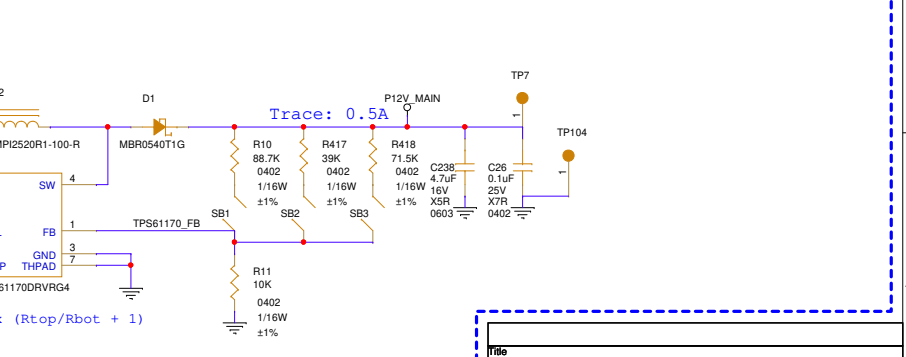 2
MPI2520R1-100-R
D1
MBR0540T1G
Trace: 0.5A
P12V_MAIN
TP7
1
TP104
1
R10
88.7K
0402
1/16W
±1%
R417
39K
0402
1/16W
±1%
R418
71.5K
0402
1/16W
±1%
C238
4.7uF
16V
X5R
0603
C26
0.1uF
25V
X7R
0402
SW
4
SB1
SB2
SB3
TPS61170_FB
FB
1
GND
3
P
THPAD
7
61170DRVRG4
R11
10K
0402
1/16W
±1%
(Rtop/Rbot + 1)
Title